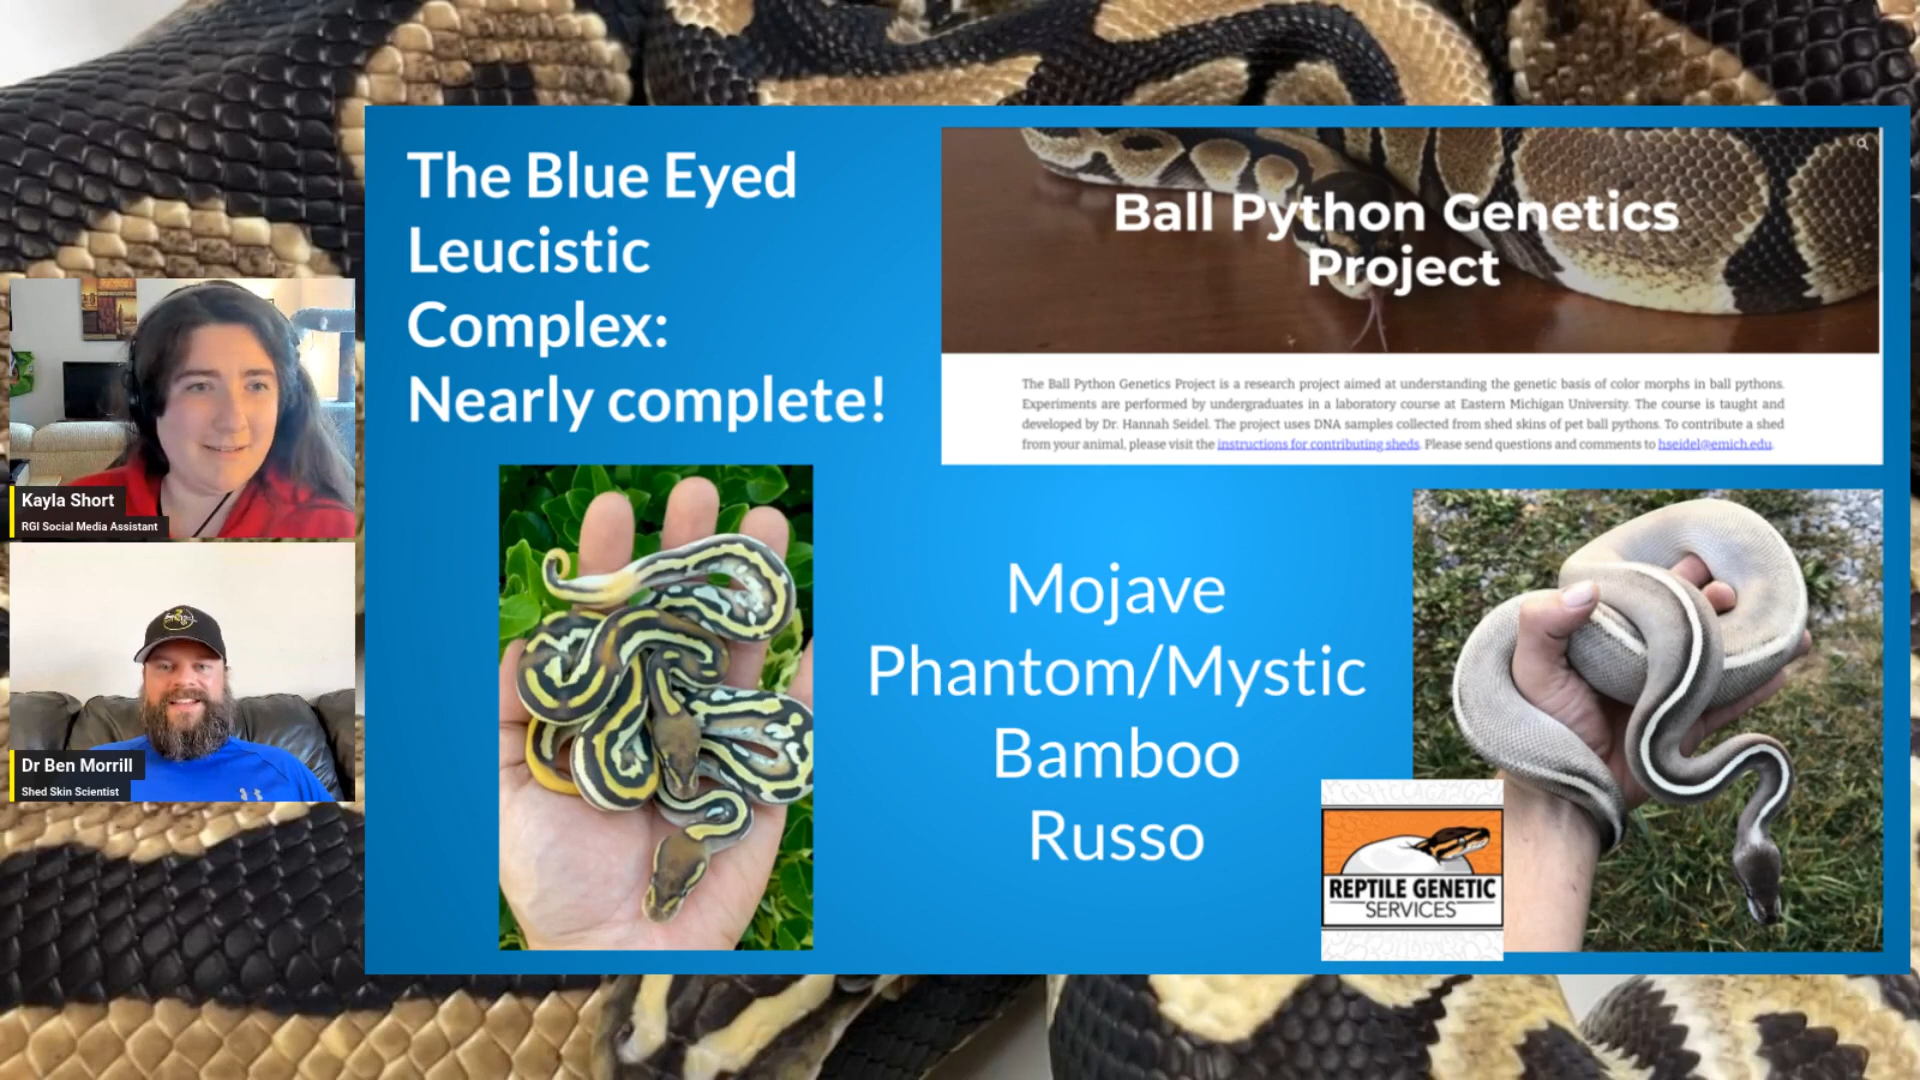 The Blue Eyed
Leucistic
Complex:
Nearly complete!
Ball Python Genetics
Project
The Ball Python Genetics Project is a research project aimed at understanding the genetic basis of color morphs in ball pythons.
Experiments are performed by undergraduates in a laboratory course at Eastern Michigan University. The course is taught and
developed by Dr. Hannah Seidel. The project uses DNA samples collected from shed skins of pet ball pythons. To contribute a shed
from your animal, please visit the instructions for contributing sheds. Please send questions and comments to hseidel@emich.edu.
Kayla Short
RGI Social Media Assistant
Dr Ben Morrill
Shed Skin Scientist
Mojave
Phantom/Mystic
Bamboo
Russo
REPTILE GENETIC
SERVICES